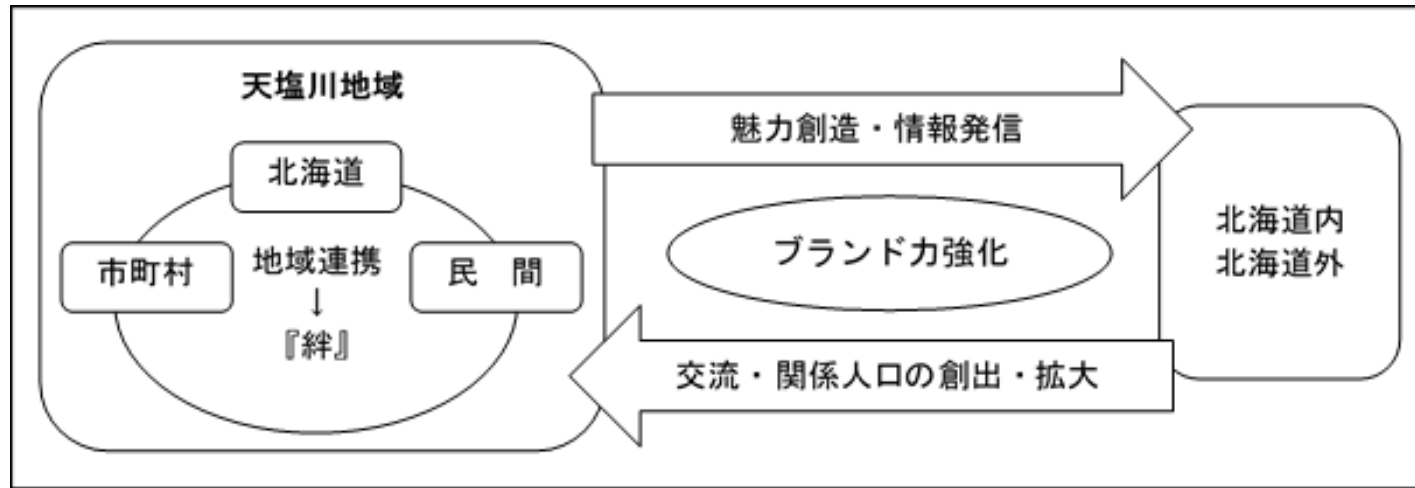 天塩川地域
北海道
市町村
地域連携
↓
『絆』
民　間
魅力創造・情報発信
ブランド力強化
交流・関係人口の創出・拡大
北海道内
北海道外